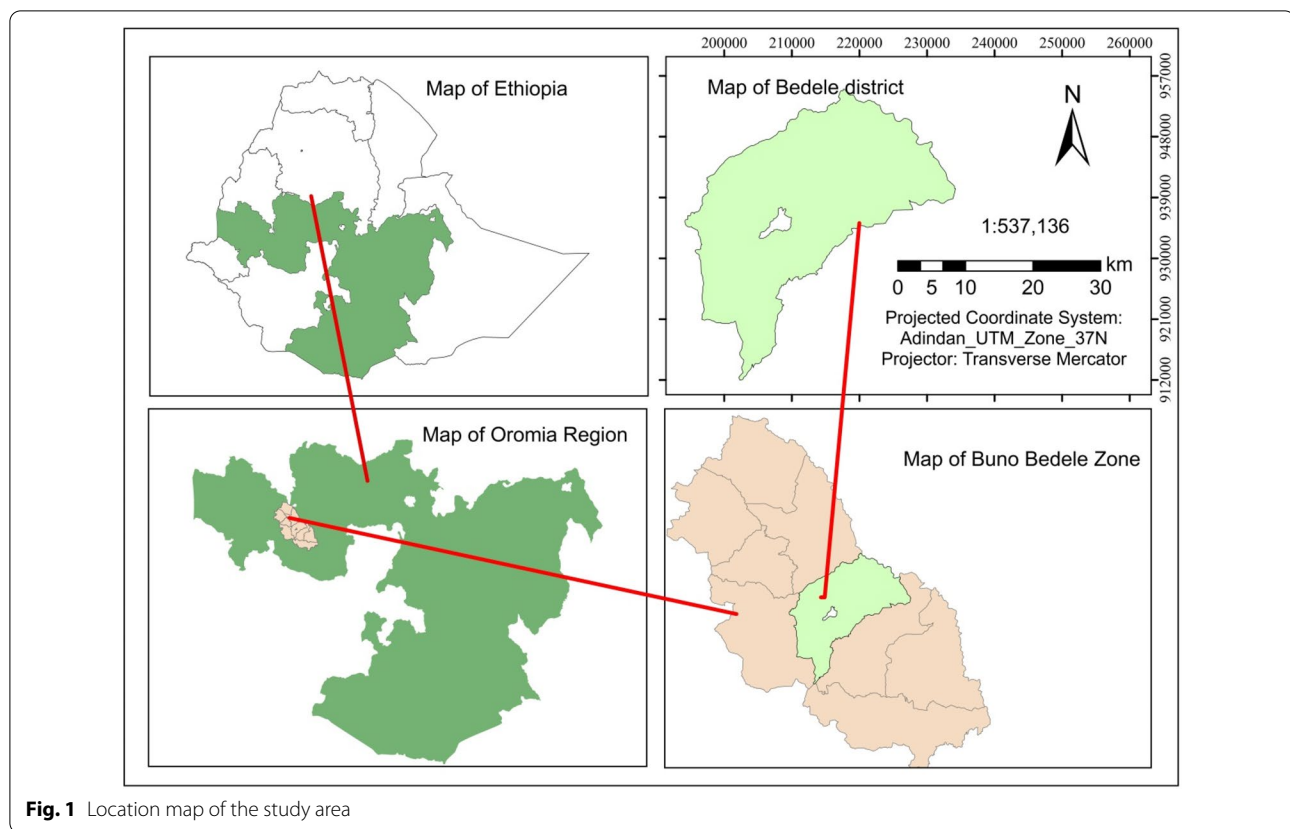 200000 210000 220000 230000 240000 250000 260000
Map of Ethiopia
Map of Bedele district
N
957000
948000
939000
930000
921000
912000
1:537,136
km
0 5 10 20 30
Projected Coordinate System:
Adindan_UTM_Zone_37N
Projector: Transverse Mercator
Map of Oromia Region
Map of Buno Bedele Zone
Fig. 1 Location map of the study area